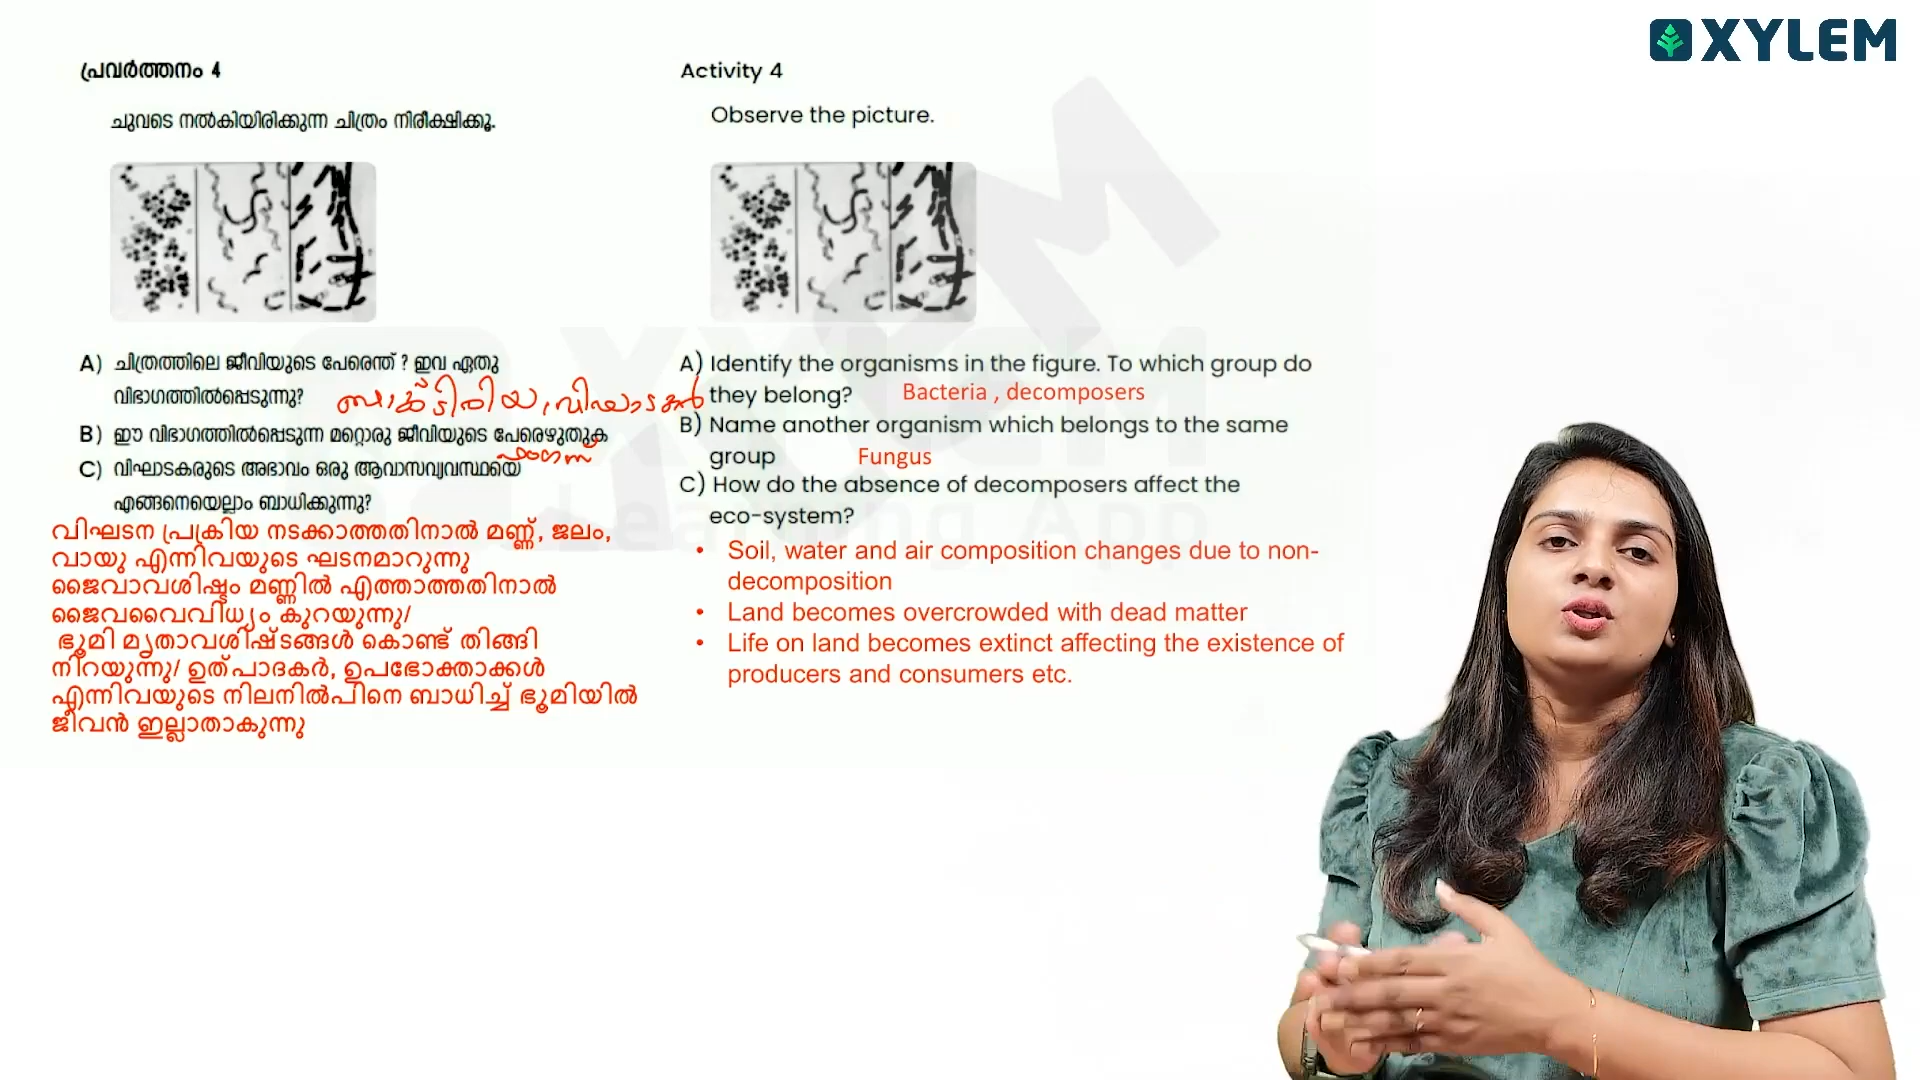 XYLEM
പ്രവർത്തനം 4
ചുവടെ നൽകിയിരിക്കുന്ന ചിത്രം നിരീക്ഷിക്കൂ.
A) ചിത്രത്തിലെ ജീവിയുടെ പേരെന്ത് ? ഇവ ഏതു
വിഭാഗത്തിൽപ്പെടുന്നു? ബാക്ടിരിയ, വിഘാടകർ
B) ഈ വിഭാഗത്തിൽപ്പെടുന്ന മറ്റൊരു ജീവിയുടെ പേരെഴുതുക
ഫംഗസ്
C) വിഘാടകരുടെ അഭാവം ഒരു ആവാസവ്യവസ്ഥയെ
എങ്ങനെയെല്ലാം ബാധിക്കുന്നു?
വിഘടന പ്രക്രിയ നടക്കാത്തതിനാൽ മണ്ണ്, ജലം,
വായു എന്നിവയുടെ ഘടനമാറുന്നു
ജൈവാവശിഷ്ടം മണ്ണിൽ എത്താത്തതിനാൽ
ജൈവവൈവിധ്യം കുറയുന്നു/
ഭൂമി മൃതാവശിഷ്ടങ്ങൾ കൊണ്ട് തിങ്ങി
നിറയുന്നു/ ഉത്പാദകർ, ഉപഭോക്താക്കൾ
എന്നിവയുടെ നിലനിൽപിനെ ബാധിച്ച് ഭൂമിയിൽ
ജീവൻ ഇല്ലാതാകുന്നു
Activity 4
Observe the picture.
A) Identify the organisms in the figure. To which group do
they belong? Bacteria , decomposers
B) Name another organism which belongs to the same
group Fungus
C) How do the absence of decomposers affect the
eco-system?
• Soil, water and air composition changes due to non-
decomposition
• Land becomes overcrowded with dead matter
• Life on land becomes extinct affecting the existence of
producers and consumers etc.
XYLEM
Learning App